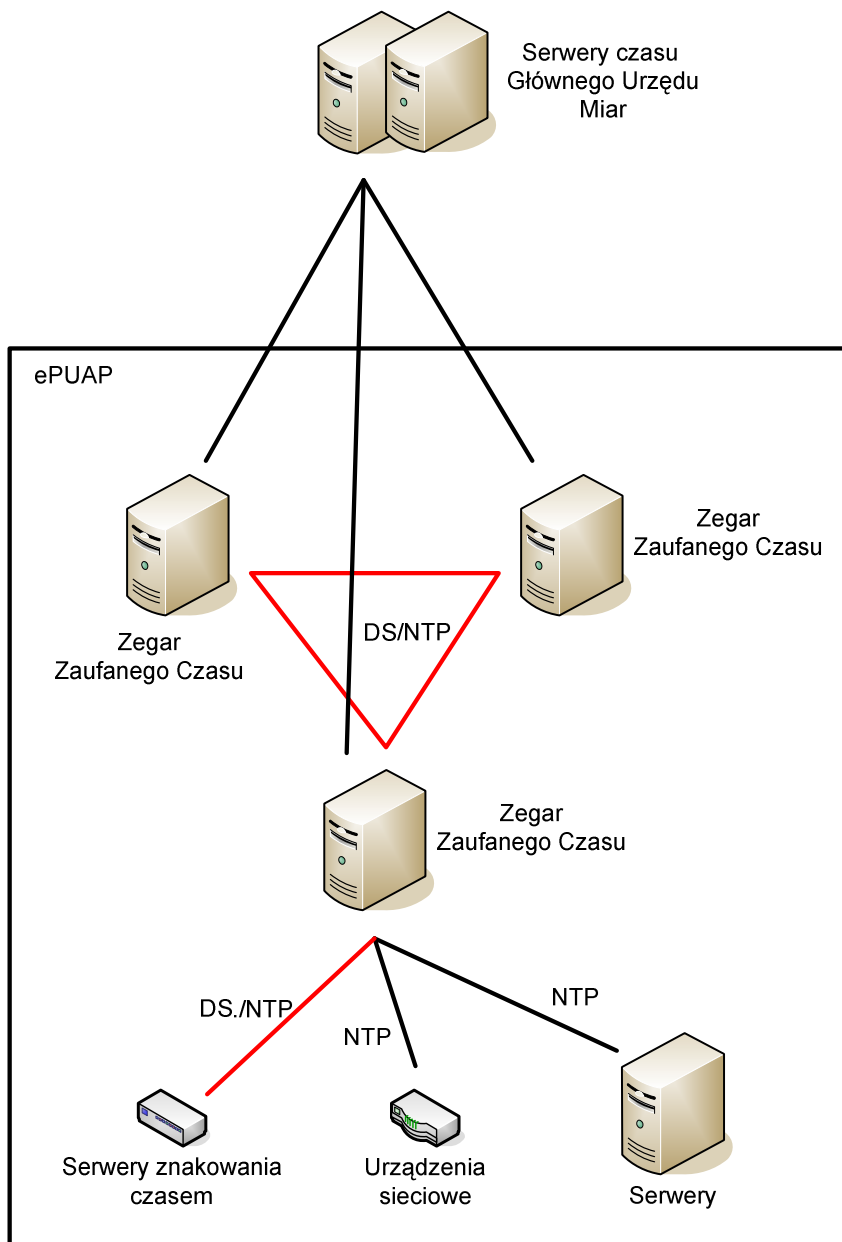 Serwery czasu
Głównego Urzędu
Miar
ePUAP
Zegar
Zaufanego Czasu
Zegar
Zaufanego Czasu
DS/NTP
Zegar
Zaufanego Czasu
DS./NTP
NTP
NTP
Serwery znakowania
czasem
Urządzenia
sieciowe
Serwery